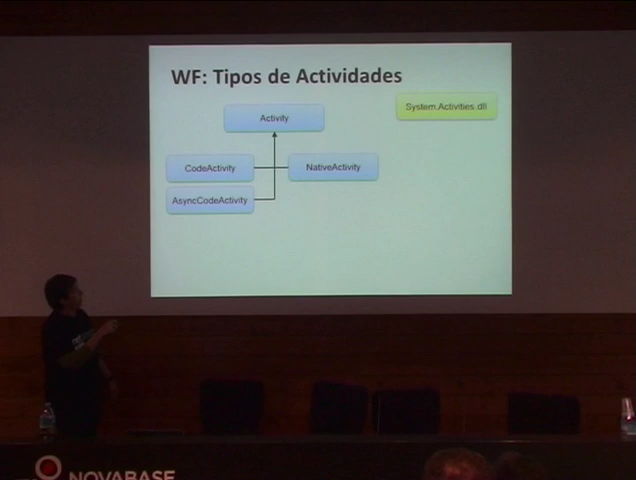 WF: Tipos de Actividades
System.Activities.dll
Activity
CodeActivity
NativeActivity
AsyncCodeActivity
NOVABASE